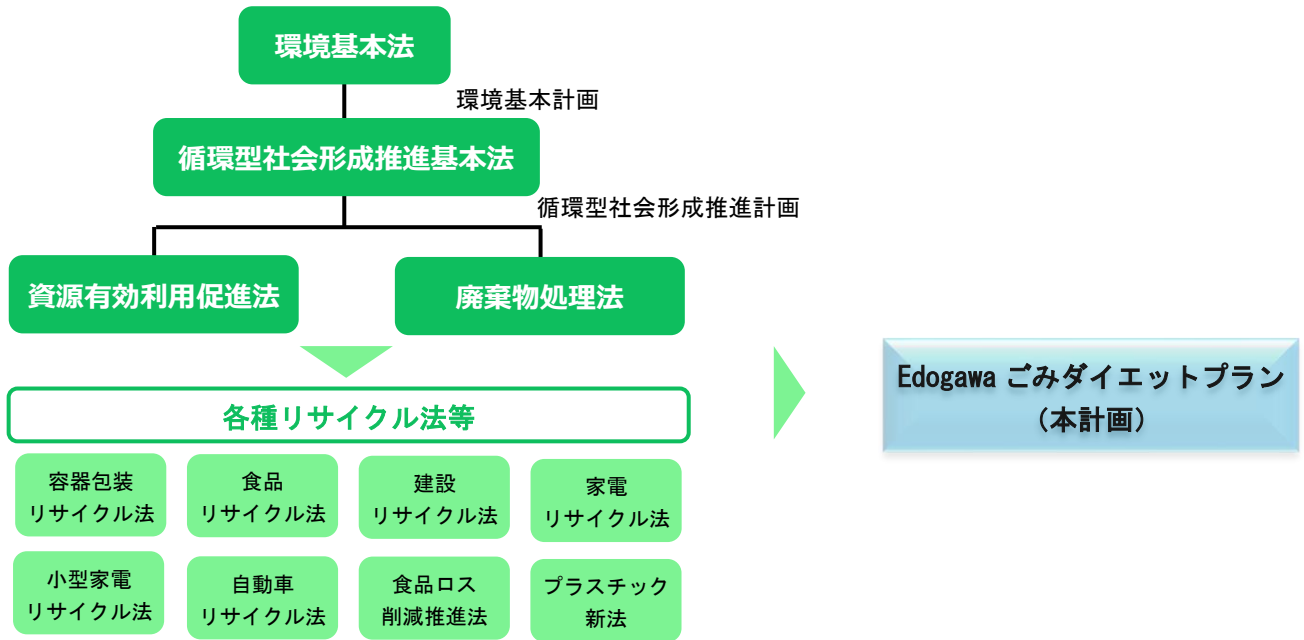 環境基本法
環境基本計画
循環型社会形成推進基本法
循環型社会形成推進計画
資源有効利用促進法
廃棄物処理法
各種リサイクル法等
容器包装
リサイクル法
食品
リサイクル法
建設
リサイクル法
家電
リサイクル法
小型家電
リサイクル法
自動車
リサイクル法
食品ロス
削減推進法
プラスチック
新法
Edogawa ごみダイエットプラン
（本計画）